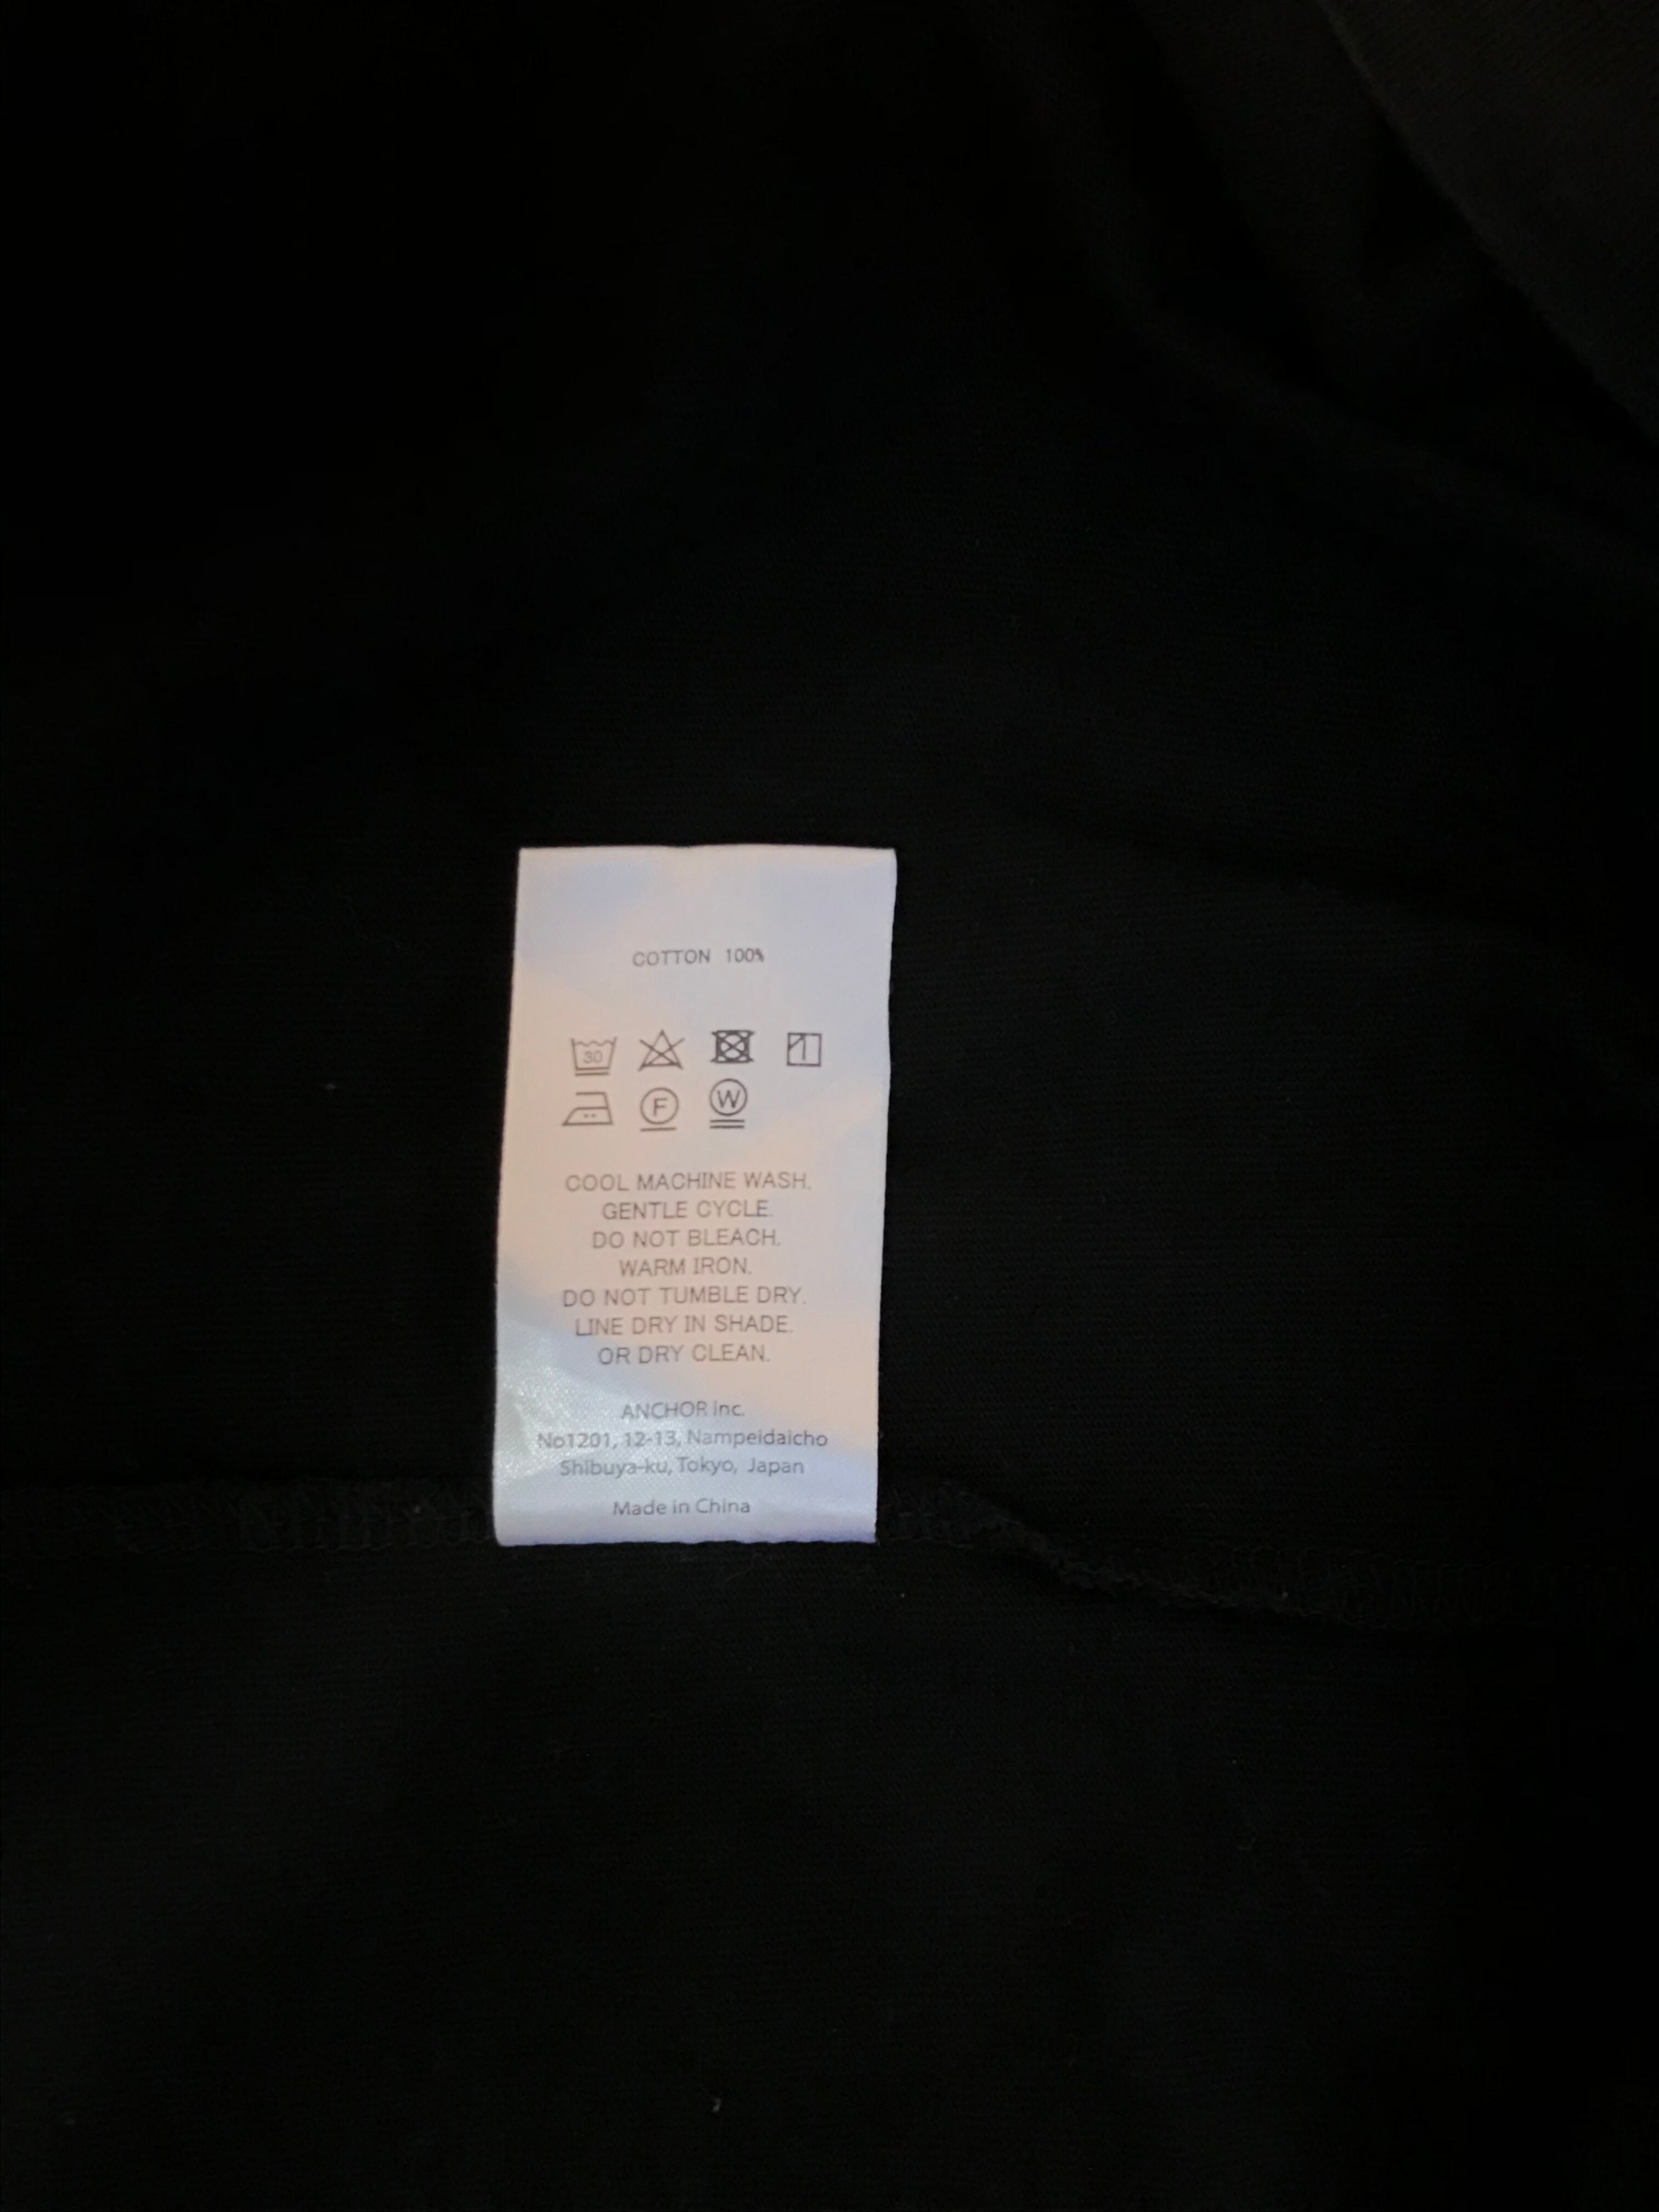 COTTON 100%
30
F W
COOL MACHINE WASH.
GENTLE CYCLE.
DO NOT BLEACH.
WARM IRON.
DO NOT TUMBLE DRY.
LINE DRY IN SHADE.
OR DRY CLEAN.
ANCHOR inc.
No1201, 12-13, Nampeidaicho
Shibuya-ku, Tokyo, Japan
Made in China